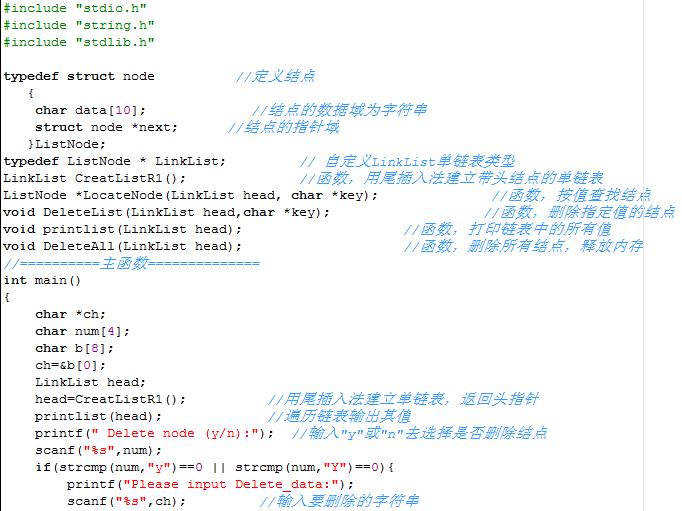 #include "stdio.h"
#include "string.h"
#include "stdlib.h"
typedef struct node //定义结点
{
char data[10]; //结点的数据域为字符串
struct node *next; //结点的指针域
}ListNode;
typedef ListNode * LinkList; // 自定义LinkList单链表类型
LinkList CreatListR1(); //函数，用尾插入法建立带头结点的单链表
ListNode *LocateNode(LinkList head, char *key); //函数，按值查找结点
void DeleteList(LinkList head,char *key); //函数，删除指定值的结点
void printlist(LinkList head); //函数，打印链表中的所有值
void DeleteAll(LinkList head); //函数，删除所有结点，释放内存
//==========主函数==============
int main()
{
char *ch;
char num[4];
char b[8];
ch=&b[0];
LinkList head;
head=CreatListR1(); //用尾插入法建立单链表，返回头指针
printlist(head); //遍历链表输出其值
printf(" Delete node (y/n):"); //输入"y"或"n"去选择是否删除结点
scanf("%s",num);
if(strcmp(num,"y")==0 || strcmp(num,"Y")==0){
printf("Please input Delete_data:");
scanf("%s",ch); //输入要删除的字符串